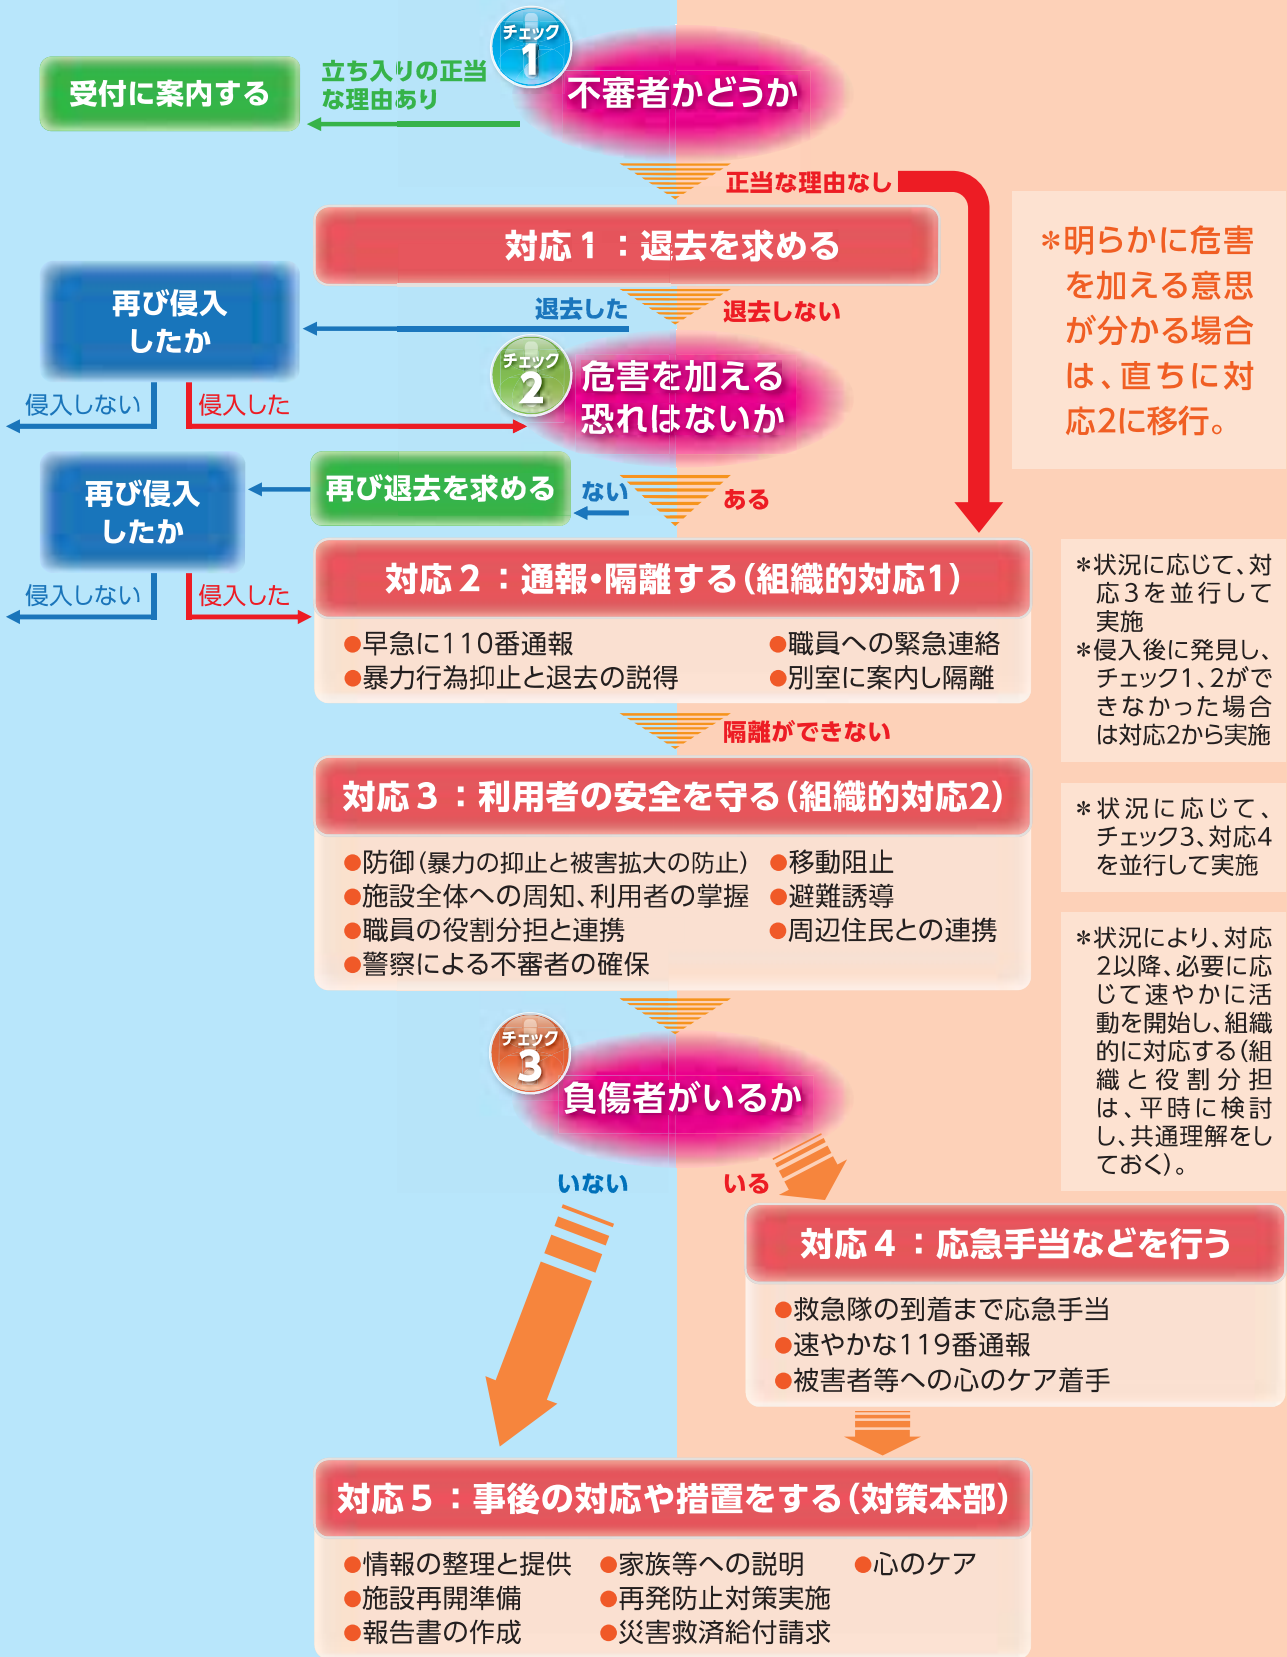 チェック
1
不審者かどうか
立ち入りの正当
な理由あり
受付に案内する
正当な理由なし
対応1：退去を求める
＊明らかに危害
を加える意思
が分かる場合
は、直ちに対
応2に移行。
退去した
退去しない
再び侵入
したか
侵入しない
侵入した
チェック
2
危害を加える
恐れはないか
ない
ある
再び退去を求める
再び侵入
したか
侵入しない
侵入した
対応2：通報・隔離する（組織的対応1）
●早急に110番通報
●職員への緊急連絡
●暴力行為抑止と退去の説得
●別室に案内し隔離
＊状況に応じて、対
応3を並行して
実施
＊侵入後に発見し、
チェック1、2がで
きなかった場合
は対応2から実施
隔離ができない
対応3：利用者の安全を守る（組織的対応2）
●防御（暴力の抑止と被害拡大の防止）
●移動阻止
●施設全体への周知、利用者の掌握
●避難誘導
●職員の役割分担と連携
●周辺住民との連携
●警察による不審者の確保
＊状況に応じて、
チェック3、対応4
を並行して実施
＊状況により、対応
2以降、必要に応
じて速やかに活
動を開始し、組織
的に対応する（組
織と役割分担
は、平時に検討
し、共通理解をし
ておく）。
チェック
3
負傷者がいるか
いない
いる
対応4：応急手当などを行う
●救急隊の到着まで応急手当
●速やかな119番通報
●被害者等への心のケア着手
対応5：事後の対応や措置をする（対策本部）
●情報の整理と提供
●家族等への説明
●心のケア
●施設再開準備
●再発防止対策実施
●報告書の作成
●災害救済給付請求